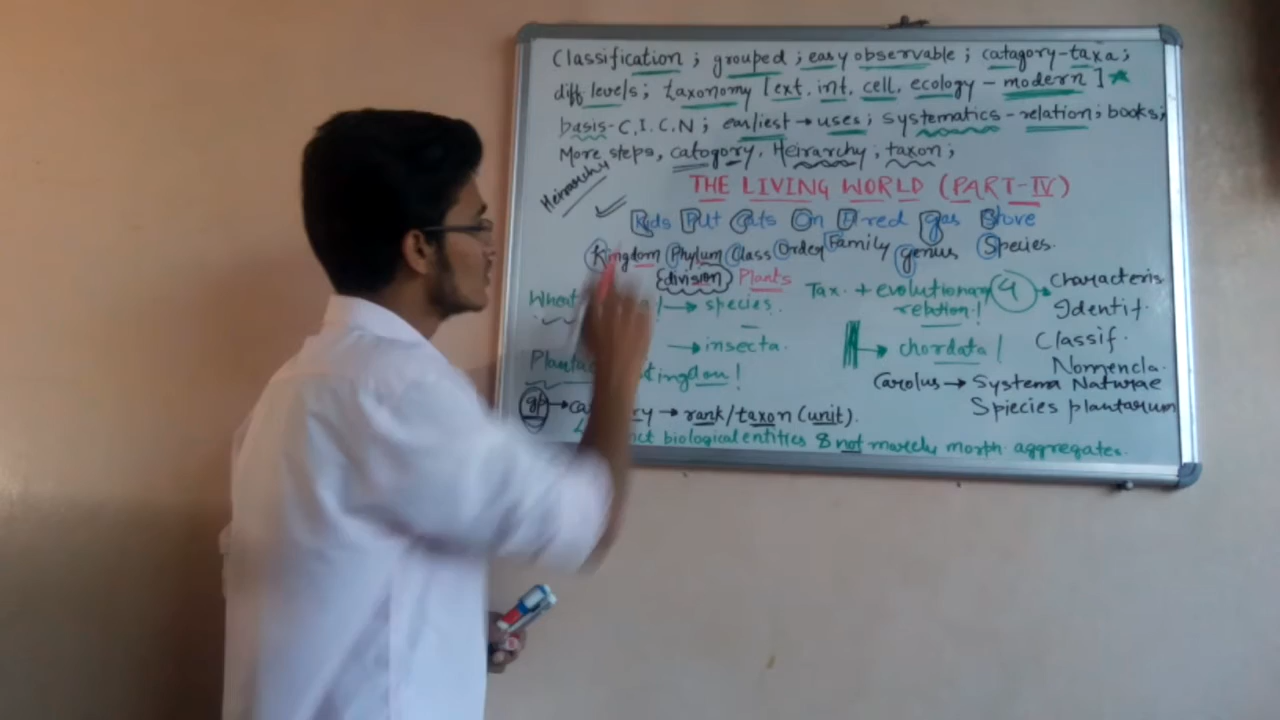 Classification ; grouped ; easy observable ; catagory-taxa ;
diff levels ; taxonomy [ext, int, cell, ecology - modern ] ★
basis - C.I.C.N ; earliest → uses ; systematics - relation ; books ;
More steps, catogory, Heirarchy ; taxon ;
Heirarchy
THE LIVING WORLD (PART-IV)
Kids Put Cats On Fired gas Stove
Kingdom Phylum Class Order Family genus Species.
division Plants
Tax. + evolutionary relation !
4 → characteris
Identif.
Classif.
Nomencla.
Wheat → species.
→ insecta.
→ chordata !
kingdom !
Carolus → Systema Naturae
Spiecies plantarum
gp → → rank/taxon (unit).
biological entities & not marely morph aggregates.